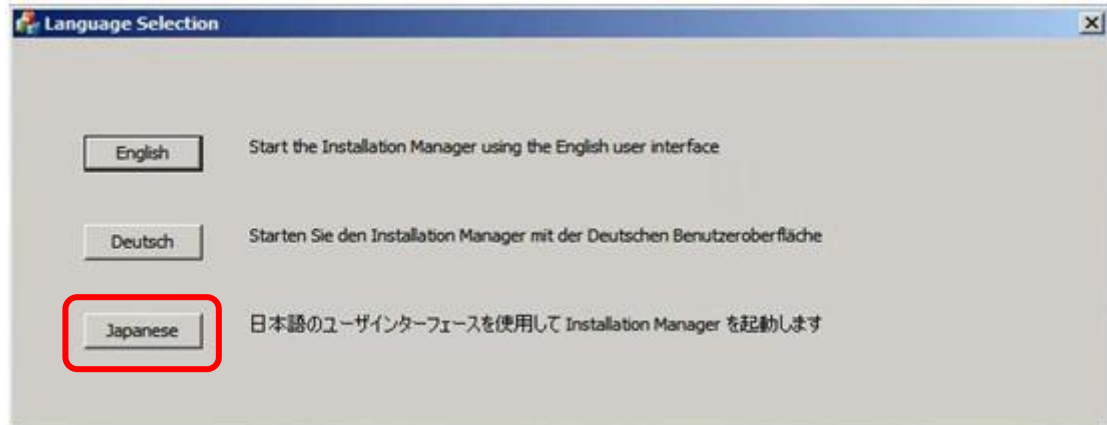 Language Selection
English Start the Installation Manager using the English user interface
Deutsch Starten Sie den Installation Manager mit der Deutschen Benutzeroberfläche
Japanese 日本語のユーザインターフェースを使用して Installation Manager を起動します